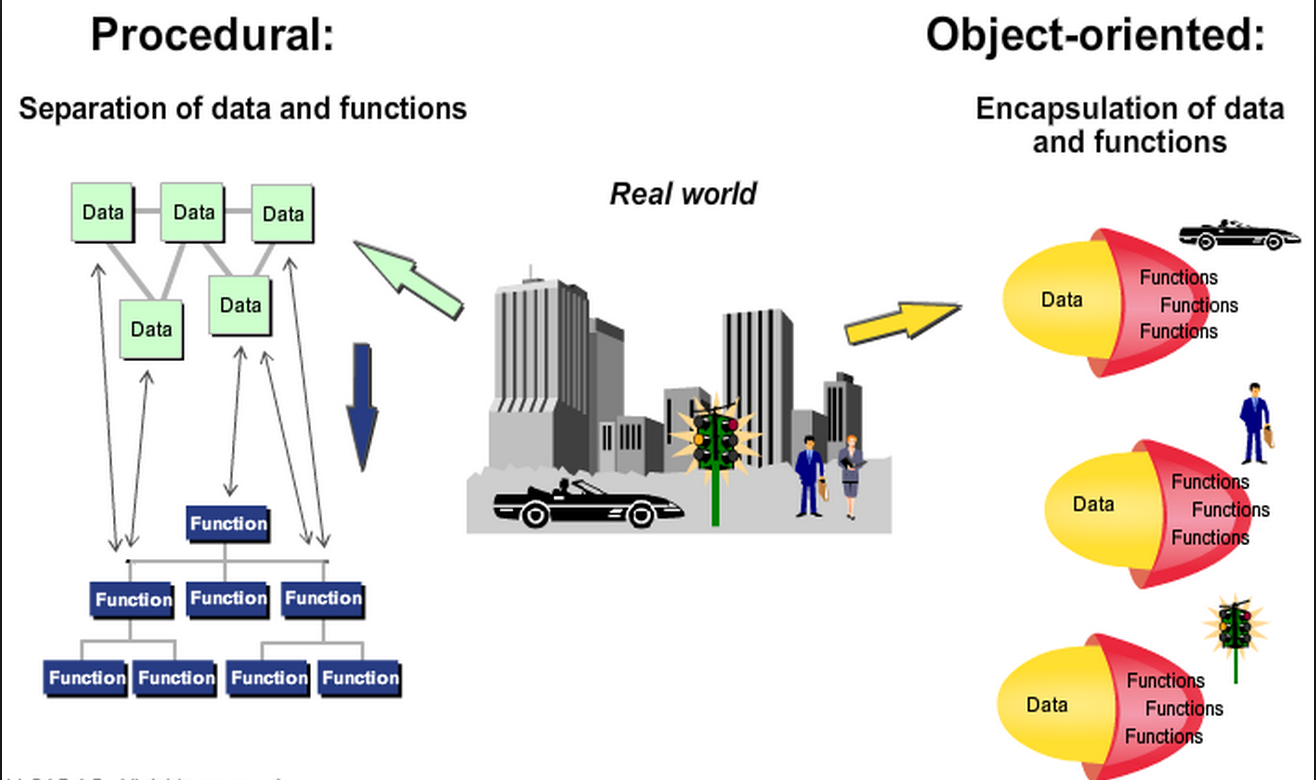 Procedural:
Object-oriented:
Separation of data and functions
Encapsulation of data
and functions
Real world
Data
Data
Data
Data
Data
Function
Function
Function
Function
Function
Function
Function
Function
Data
Functions
Functions
Functions
Data
Functions
Functions
Functions
Data
Functions
Functions
Functions